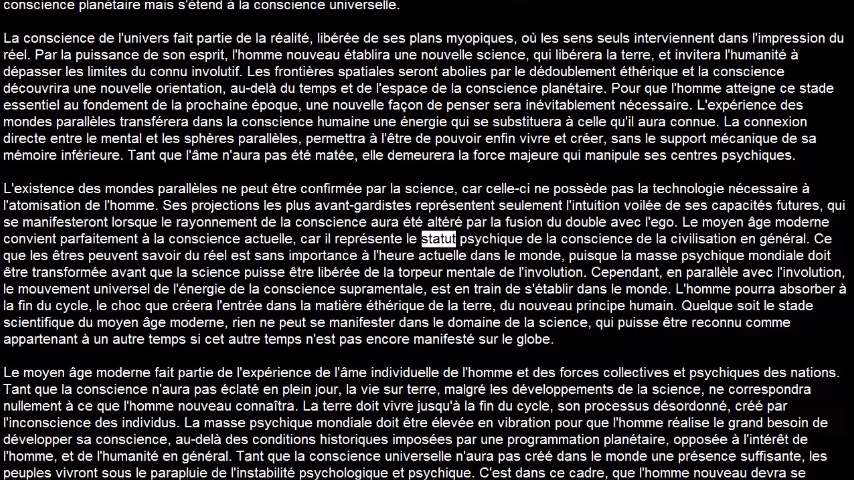 conscience planétaire mais s'étend à la conscience universelle.
La conscience de l'univers fait partie de la réalité, libérée de ses plans myopiques, où les sens seuls interviennent dans l'impression du
réel. Par la puissance de son esprit, l'homme nouveau établira une nouvelle science, qui libérera la terre, et invitera l'humanité à
dépasser les limites du connu involutif. Les frontières spatiales seront abolies par le dédoublement éthérique et la conscience
découvrira une nouvelle orientation, au-delà du temps et de l'espace de la conscience planétaire. Pour que l'homme atteigne ce stade
essentiel au fondement de la prochaine époque, une nouvelle façon de penser sera inévitablement nécessaire. L'expérience des
mondes parallèles transférera dans la conscience humaine une énergie qui se substituera à celle qu'il aura connue. La connexion
directe entre le mental et les sphères parallèles, permettra à l'être de pouvoir enfin vivre et créer, sans le support mécanique de sa
mémoire inférieure. Tant que l'âme n'aura pas été matée, elle demeurera la force majeure qui manipule ses centres psychiques.
L'existence des mondes parallèles ne peut être confirmée par la science, car celle-ci ne possède pas la technologie nécessaire à
l'atomisation de l'homme. Ses projections les plus avant-gardistes représentent seulement l'intuition voilée de ses capacités futures, qui
se manifesteront lorsque le rayonnement de la conscience aura été altéré par la fusion du double avec l'ego. Le moyen âge moderne
convient parfaitement à la conscience actuelle, car il représente le statut psychique de la conscience de la civilisation en général. Ce
que les êtres peuvent savoir du réel est sans importance à l'heure actuelle dans le monde, puisque la masse psychique mondiale doit
être transformée avant que la science puisse être libérée de la torpeur mentale de l'involution. Cependant, en parallèle avec l'involution,
le mouvement universel de l'énergie de la conscience supramentale, est en train de s'établir dans le monde. L'homme pourra absorber à
la fin du cycle, le choc que créera l'entrée dans la matière éthérique de la terre, du nouveau principe humain. Quelque soit le stade
scientifique du moyen âge moderne, rien ne peut se manifester dans le domaine de la science, qui puisse être reconnu comme
appartenant à un autre temps si cet autre temps n'est pas encore manifesté sur le globe.
Le moyen âge moderne fait partie de l'expérience de l'âme individuelle de l'homme et des forces collectives et psychiques des nations.
Tant que la conscience n'aura pas éclaté en plein jour, la vie sur terre, malgré les développements de la science, ne correspondra
nullement à ce que l'homme nouveau connaîtra. La terre doit vivre jusqu'à la fin du cycle, son processus désordonné, créé par
l'inconscience des individus. La masse psychique mondiale doit être élevée en vibration pour que l'homme réalise le grand besoin de
développer sa conscience, au-delà des conditions historiques imposées par une programmation planétaire, opposée à l'intérêt de
l'homme, et de l'humanité en général. Tant que la conscience universelle n'aura pas créé dans le monde une présence suffisante, les
peuples vivront sous le parapluie de l'instabilité psychologique et psychique. C'est dans ce cadre, que l'homme nouveau devra se